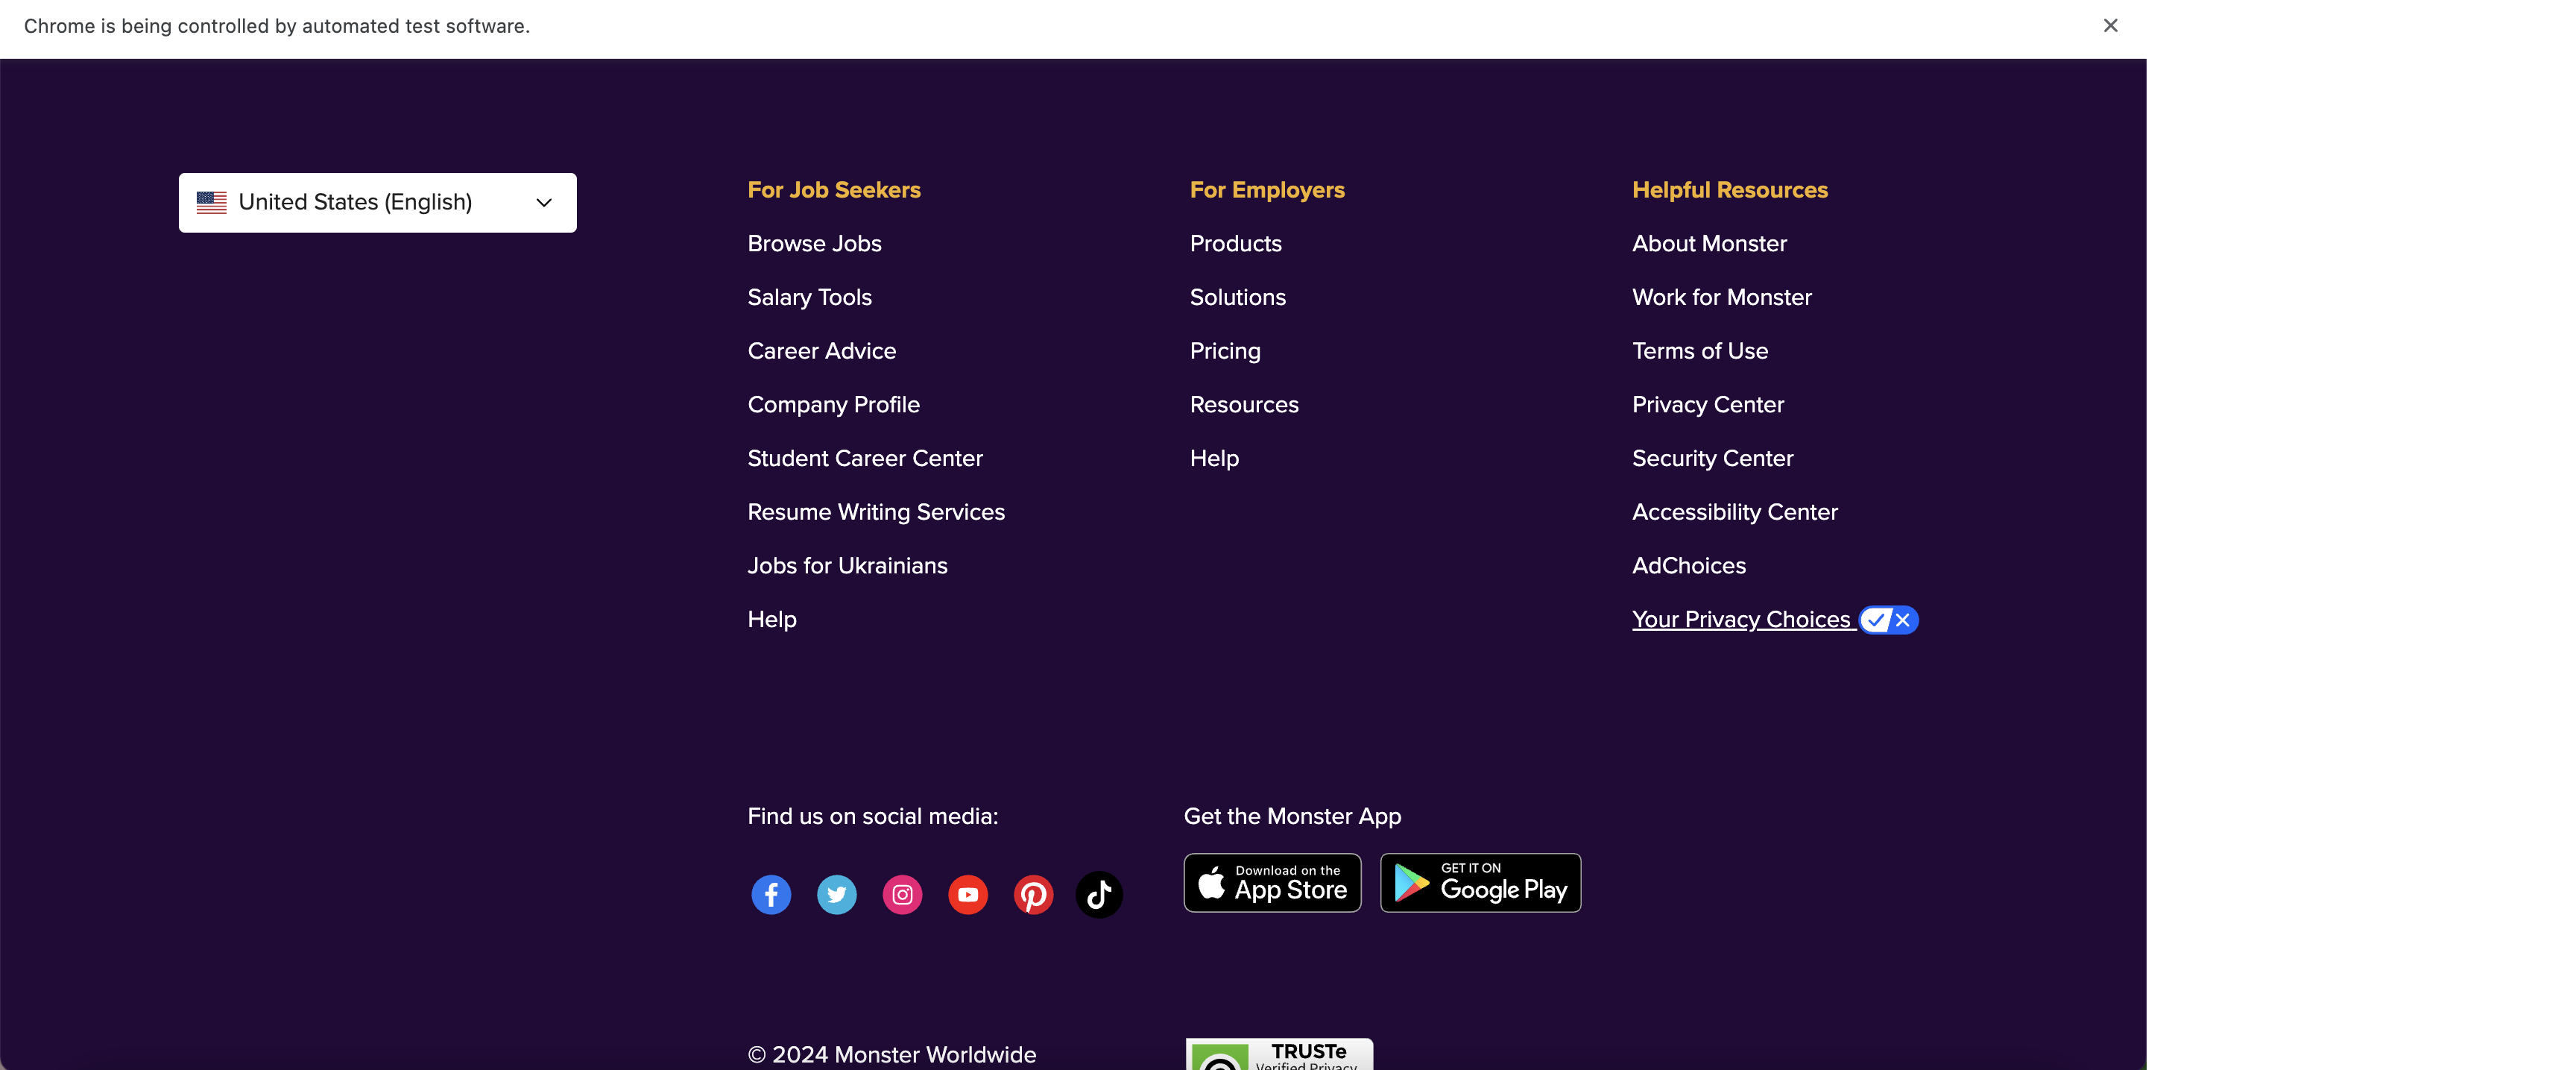 Chrome is being controlled by automated test software.
United States (English)
For Job Seekers
Browse Jobs
Salary Tools
Career Advice
Company Profile
Student Career Center
Resume Writing Services
Jobs for Ukrainians
Help
For Employers
Products
Solutions
Pricing
Resources
Help
Helpful Resources
About Monster
Work for Monster
Terms of Use
Privacy Center
Security Center
Accessibility Center
AdChoices
Your Privacy Choices
Find us on social media:
Get the Monster App
Download on the
App Store
GET IT ON
Google Play
© 2024 Monster Worldwide
TRUSTe
Verified Privacy